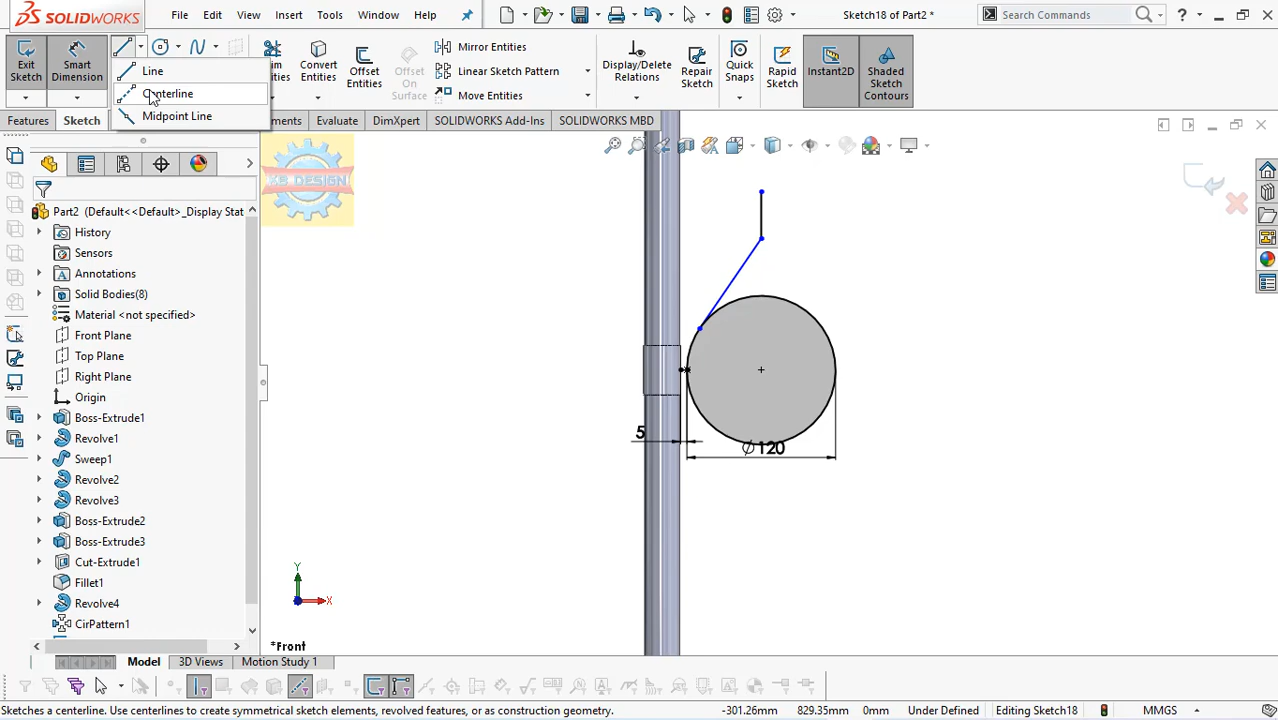 SOLIDWORKS File Edit View Insert Tools Window Help Sketch18 of Part2 * Search Commands ?
Exit Sketch
Smart Dimension
Line
Centerline
Midpoint Line
Convert Entities
Offset Entities
Offset On Surface
Mirror Entities
Linear Sketch Pattern
Move Entities
Display/Delete Relations
Repair Sketch
Quick Snaps
Rapid Sketch
Instant2D
Shaded Sketch Contours
Features Sketch Evaluate DimXpert SOLIDWORKS Add-Ins SOLIDWORKS MBD
KB DESIGN
Part2 (Default<<Default>_Display Stat
History
Sensors
Annotations
Solid Bodies(8)
Material <not specified>
Front Plane
Top Plane
Right Plane
Origin
Boss-Extrude1
Revolve1
Sweep1
Revolve2
Revolve3
Boss-Extrude2
Boss-Extrude3
Cut-Extrude1
Fillet1
Revolve4
CirPattern1
5
∅120
Y
X
*Front
Model 3D Views Motion Study 1
Sketches a centerline. Use centerlines to create symmetrical sketch elements, revolved features, or as construction geometry. -301.26mm 829.35mm 0mm Under Defined Editing Sketch18 MMGS